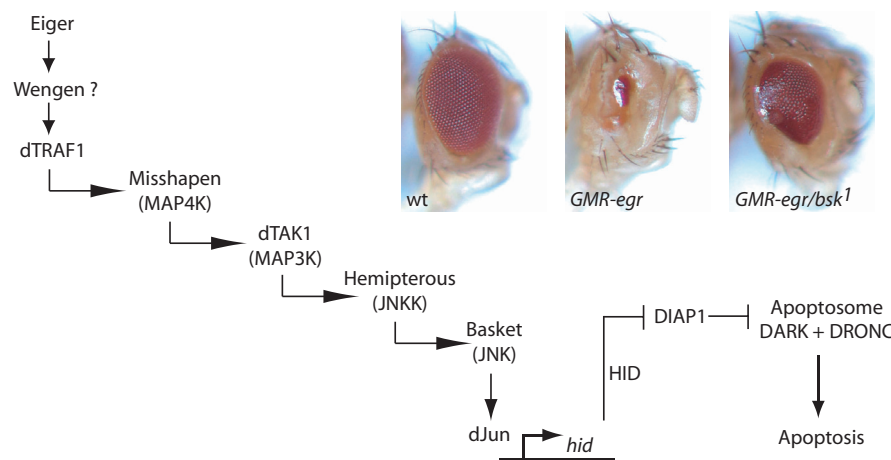 Eiger
Wengen ?
dTRAF1
Misshapen
(MAP4K)
dTAK1
(MAP3K)
Hemipterous
(JNKK)
Basket
(JNK)
dJun
hid
HID
DIAP1
Apoptosome
DARK + DRONC
Apoptosis
wt
GMR-egr
GMR-egr/bsk1